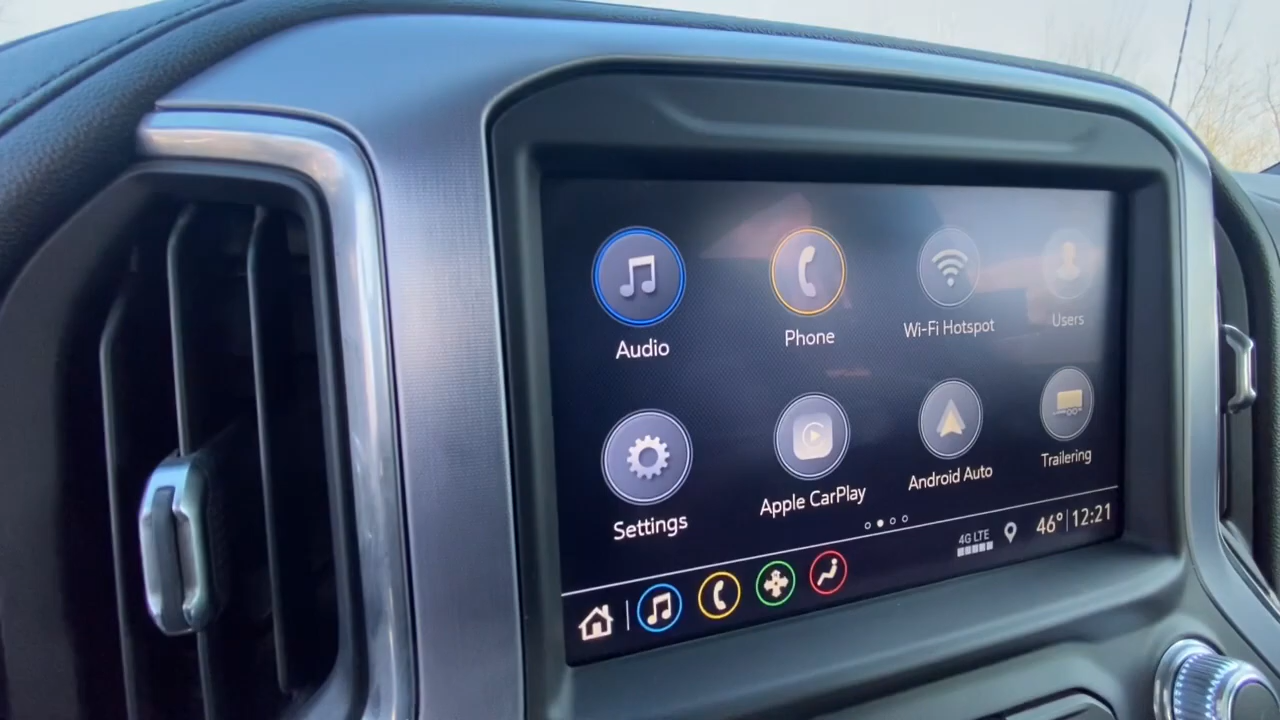 Audio
Phone
Wi-Fi Hotspot
Users
Settings
Apple CarPlay
Android Auto
Trailering
4G LTE
46° 12:21